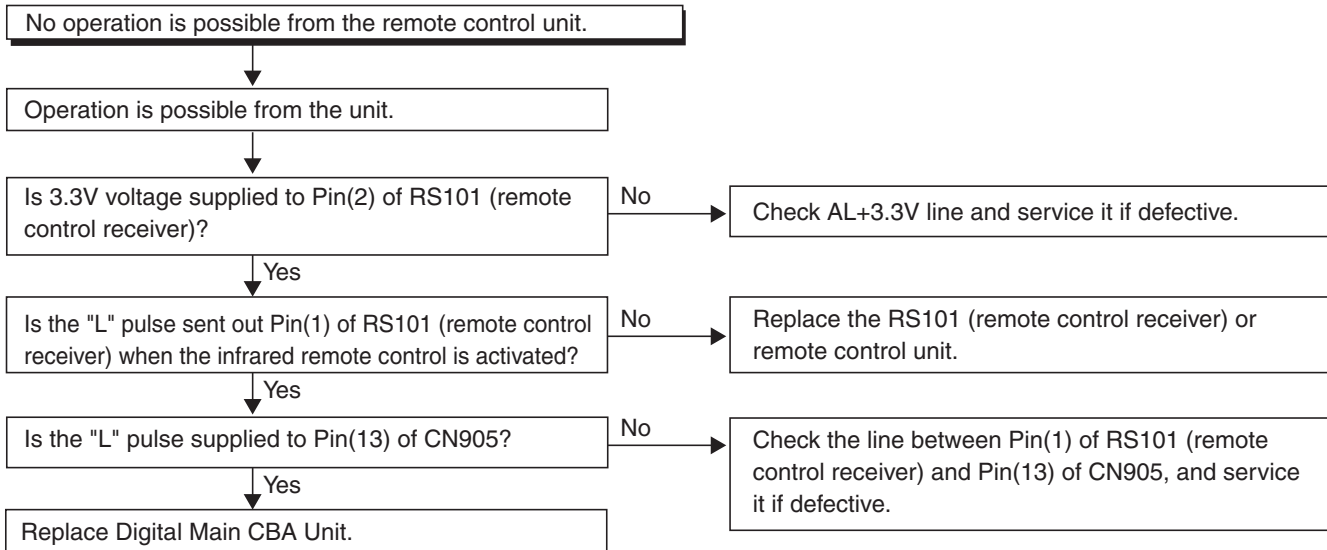 No operation is possible from the remote control unit.
Operation is possible from the unit.
Is 3.3V voltage supplied to Pin(2) of RS101 (remote
control receiver)?
No
Check AL+3.3V line and service it if defective.
Yes
Is the "L" pulse sent out Pin(1) of RS101 (remote control
receiver) when the infrared remote control is activated?
No
Replace the RS101 (remote control receiver) or
remote control unit.
Yes
Is the "L" pulse supplied to Pin(13) of CN905?
No
Check the line between Pin(1) of RS101 (remote
control receiver) and Pin(13) of CN905, and service
it if defective.
Yes
Replace Digital Main CBA Unit.